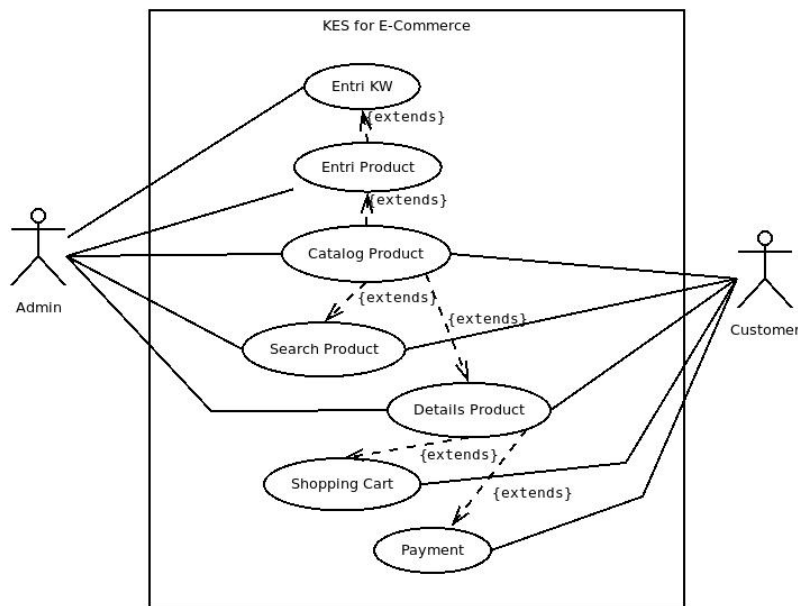 KES for E-Commerce
Entri KW
{extends}
Entri Product
{extends}
Catalog Product
{extends}
Admin
Customer
{extends}
Search Product
Details Product
{extends}
Shopping Cart
{extends}
Payment